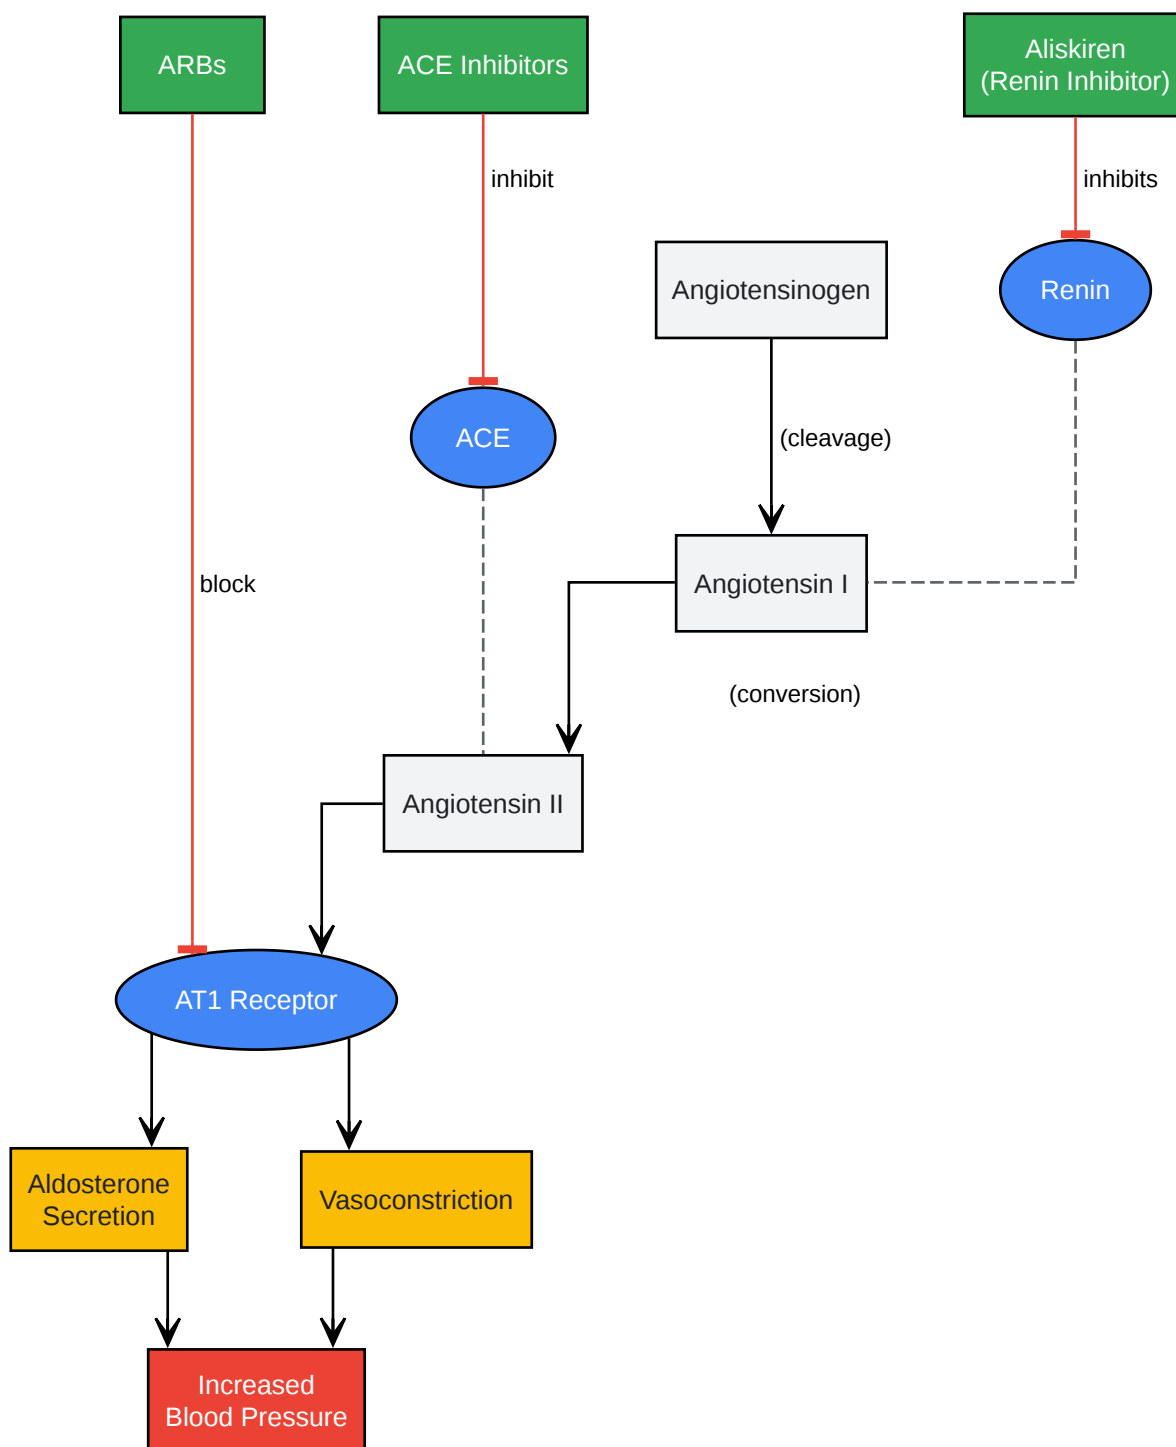 ARBs
ACE Inhibitors
Aliskiren
(Renin Inhibitor)
inhibit
inhibits
Angiotensinogen
Renin
ACE
(cleavage)
block
Angiotensin I
(conversion)
Angiotensin II
AT1 Receptor
Aldosterone
Secretion
Vasoconstriction
Increased
Blood Pressure